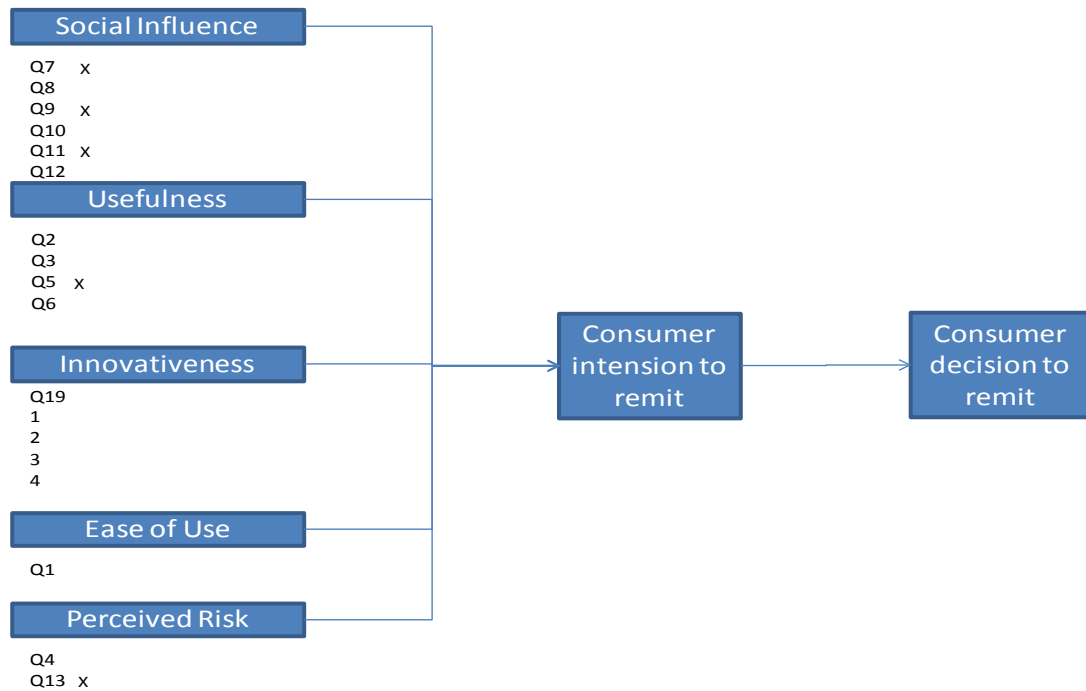 Social Influence
Q7 x
Q8
Q9 x
Q10
Q11 x
Q12
Usefulness
Q2
Q3
Q5 x
Q6
Innovativeness
Q19
1
2
3
4
Ease of Use
Q1
Perceived Risk
Q4
Q13 x
Consumer
intension to
remit
Consumer
decision to
remit